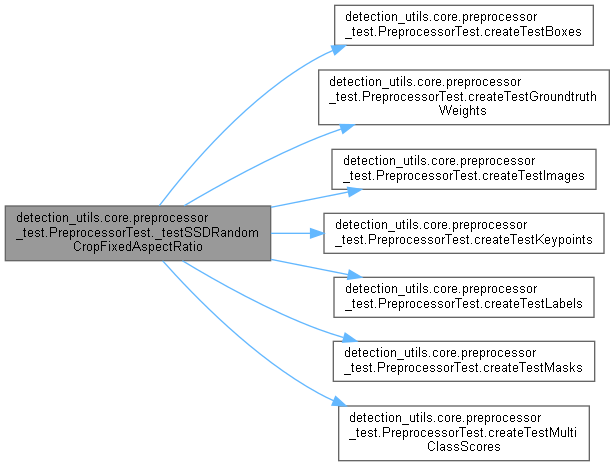 detection_utils.core.preprocessor
_test.PreprocessorTest.createTestBoxes
detection_utils.core.preprocessor
_test.PreprocessorTest.createTestGroundtruth
Weights
detection_utils.core.preprocessor
_test.PreprocessorTest.createTestImages
detection_utils.core.preprocessor
_test.PreprocessorTest._testSSDRandom
CropFixedAspectRatio
detection_utils.core.preprocessor
_test.PreprocessorTest.createTestKeypoints
detection_utils.core.preprocessor
_test.PreprocessorTest.createTestLabels
detection_utils.core.preprocessor
_test.PreprocessorTest.createTestMasks
detection_utils.core.preprocessor
_test.PreprocessorTest.createTestMulti
ClassScores